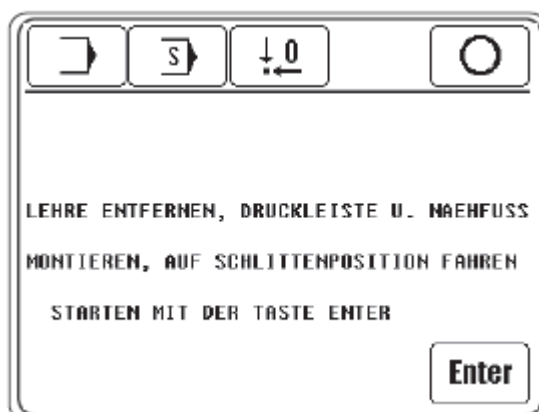 S 0
LEHRE ENTFERNEN, DRUCKLEISTE U. NAEHFUSS
MONTIEREN, AUF SCHLITTENPOSITION FAHREN
STARTEN MIT DER TASTE ENTER
Enter